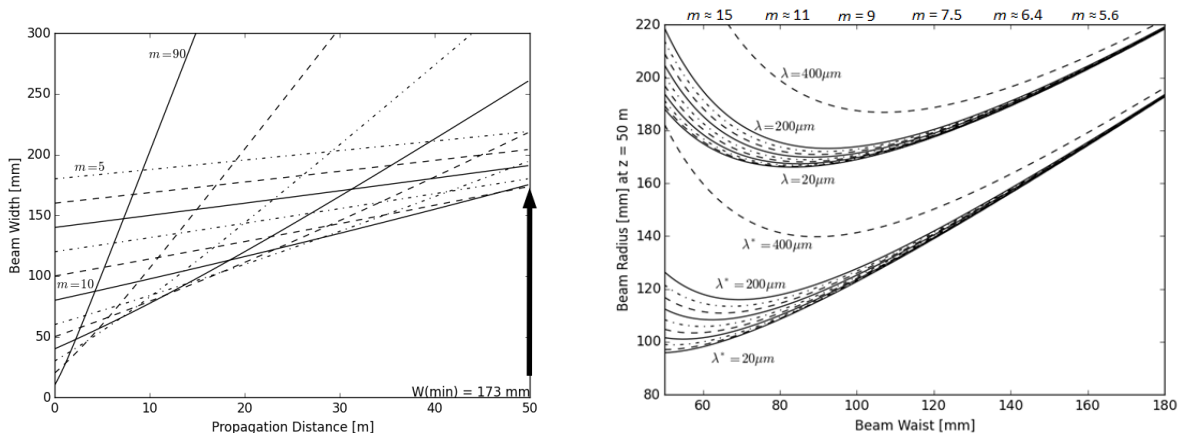 300
250
200
150
100
50
0
Beam Width [mm]
m=90
m=5
m=10
W(min) = 173 mm
0 10 20 30 40 50
Propagation Distance [m]
m ≈ 15 m ≈ 11 m = 9 m ≈ 7.5 m ≈ 6.4 m ≈ 5.6
220
200
180
160
140
120
100
80
Beam Radius [mm] at z = 50 m
λ=400μm
λ=200μm
λ=20μm
λ* =400μm
λ* =200μm
λ* =20μm
60 80 100 120 140 160 180
Beam Waist [mm]